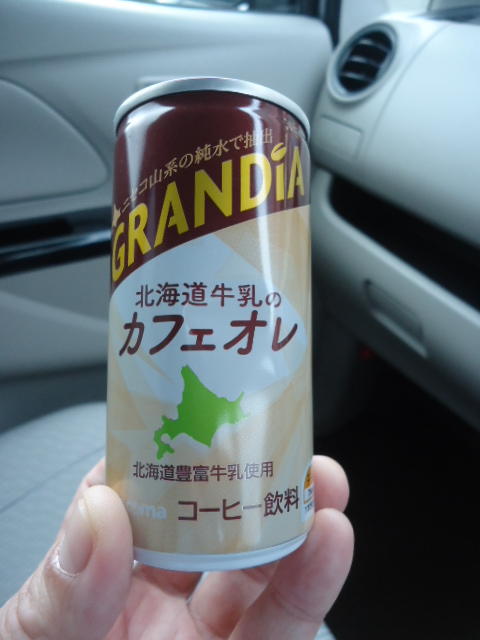 ニセコ山系の純水で抽出
GRANDiA
北海道牛乳の
カフェオレ
北海道豊富牛乳使用
コーヒー飲料